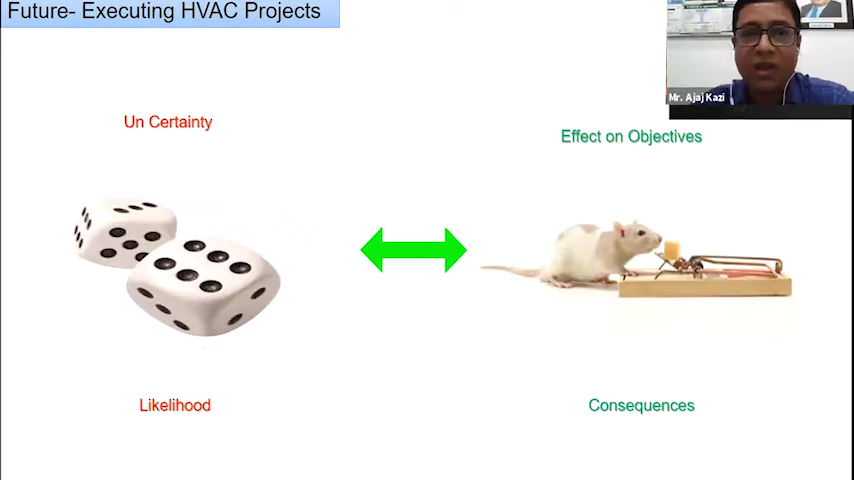 Future- Executing HVAC Projects
Mr. Ajaj Kazi
Un Certainty
Effect on Objectives
Likelihood
Consequences